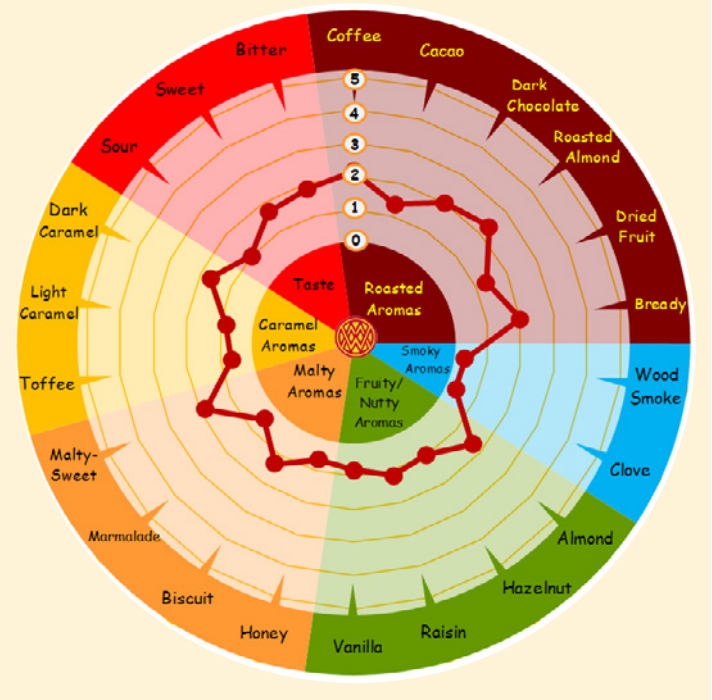 Coffee
Cacao
Dark
Chocolate
Roasted
Almond
Dried
Fruit
Bready
Wood
Smoke
Clove
Almond
Hazelnut
Raisin
Vanilla
Honey
Biscuit
Marmalade
Malty-
Sweet
Toffee
Light
Caramel
Dark
Caramel
Sour
Sweet
Bitter
5
4
3
2
1
0
Taste
Roasted
Aromas
Caramel
Aromas
Smoky
Aromas
Malty
Aromas
Fruity/
Nutty
Aromas